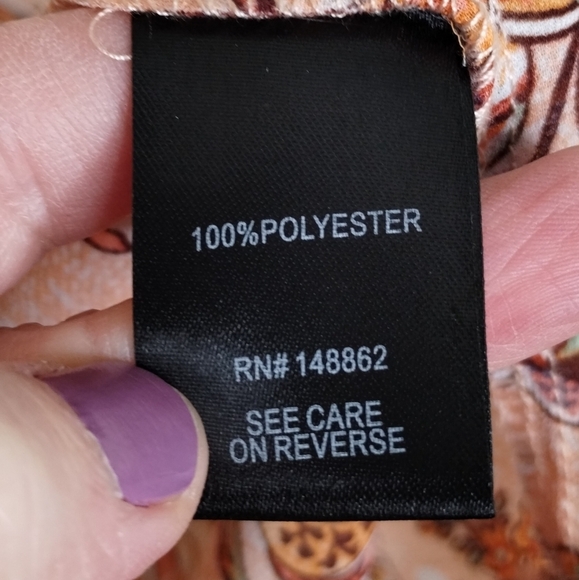 100%POLYESTER
RN# 148862
SEE CARE
ON REVERSE